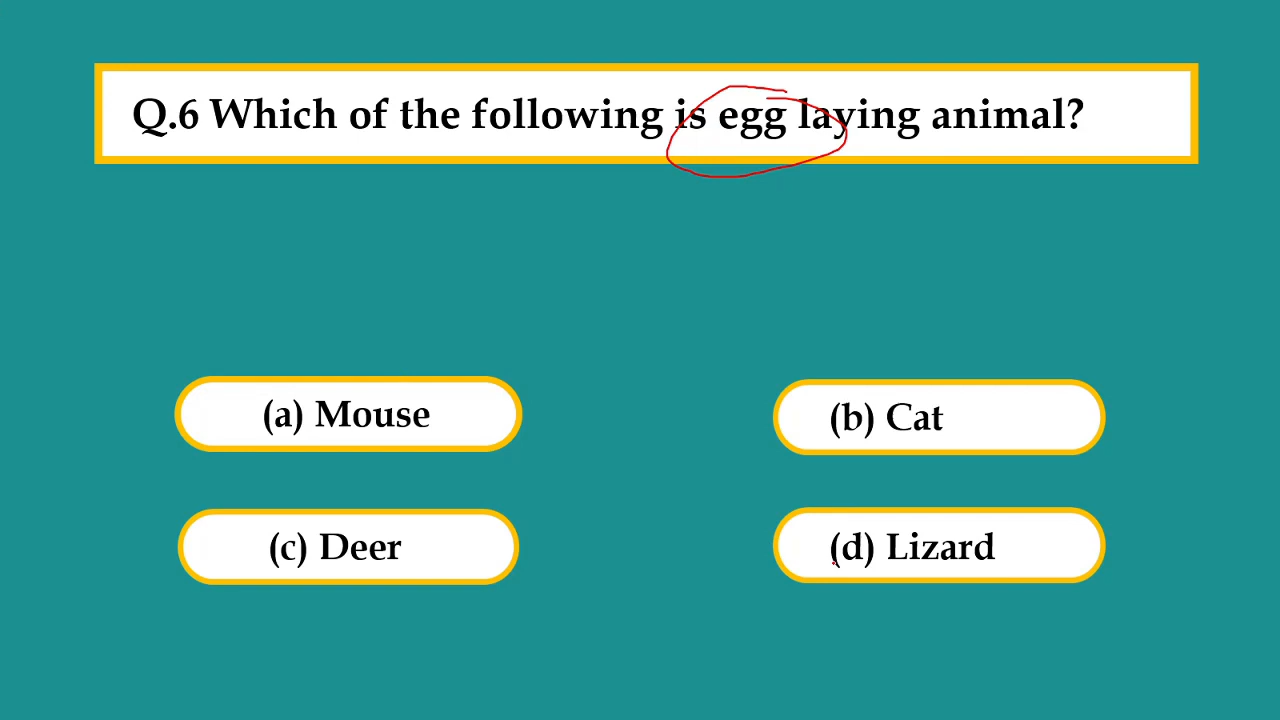 Q.6 Which of the following is egg laying animal?
(a) Mouse
(b) Cat
(c) Deer
(d) Lizard